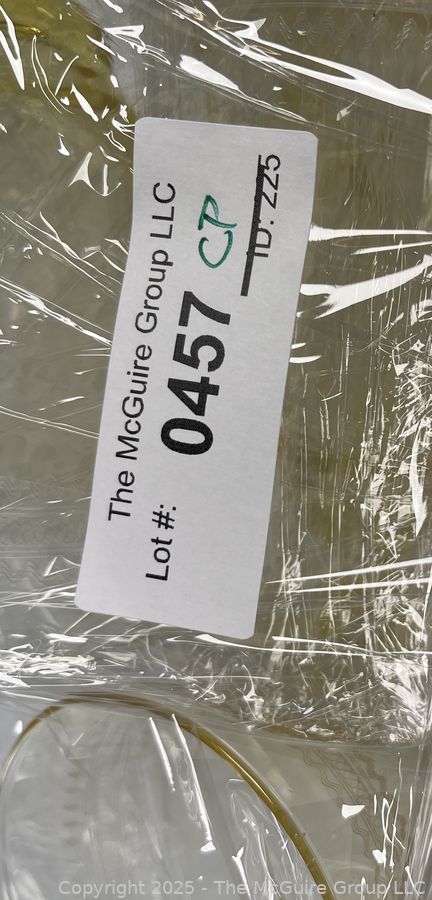 The McGuire Group LLC
Lot #: 0457 CP
ID: 225
Copyright 2025 - The McGuire Group LLC